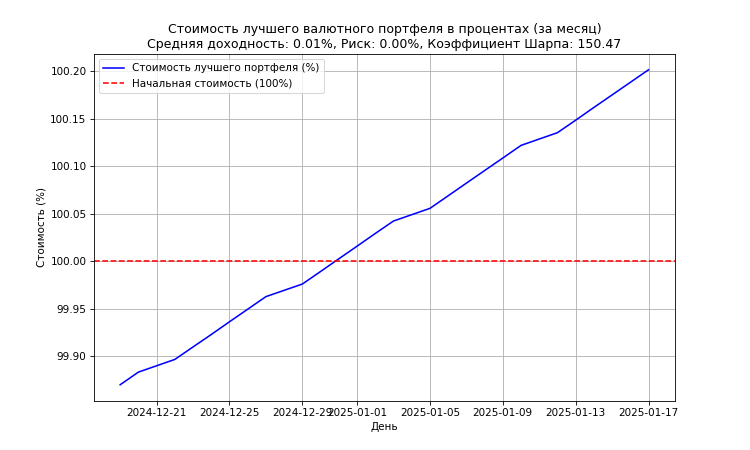 Стоимость лучшего валютного портфеля в процентах (за месяц)
Средняя доходность: 0.01%, Риск: 0.00%, Коэффициент Шарпа: 150.47
Стоимость лучшего портфеля (%)
Начальная стоимость (100%)
Стоимость (%)
100.20
100.15
100.10
100.05
100.00
99.95
99.90
2024-12-21 2024-12-25 2024-12-29 2025-01-01 2025-01-05 2025-01-09 2025-01-13 2025-01-17
День